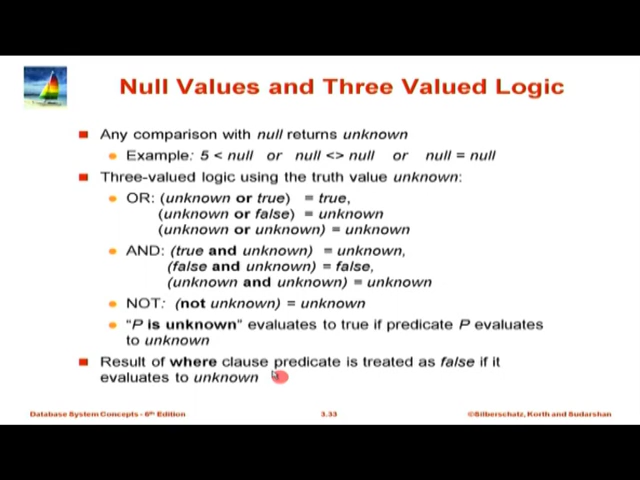 Null Values and Three Valued Logic
Any comparison with null returns unknown
Example: 5 < null or null <> null or null = null
Three-valued logic using the truth value unknown:
OR: (unknown or true) = true,
(unknown or false) = unknown
(unknown or unknown) = unknown
AND: (true and unknown) = unknown,
(false and unknown) = false,
(unknown and unknown) = unknown
NOT: (not unknown) = unknown
"P is unknown" evaluates to true if predicate P evaluates
to unknown
Result of where clause predicate is treated as false if it
evaluates to unknown
Database System Concepts - 6th Edition 3.33 ©Silberschatz, Korth and Sudarshan